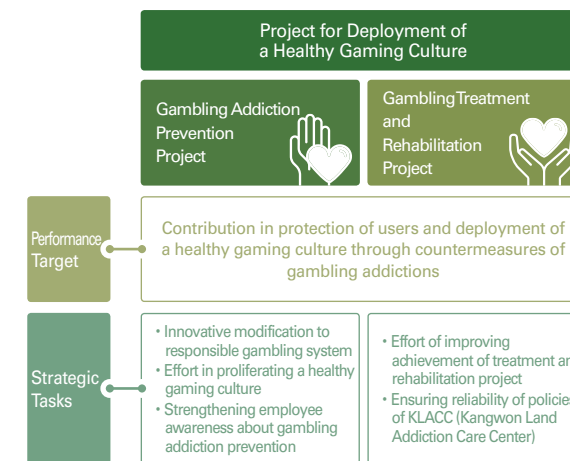 Project for Deployment of
a Healthy Gaming Culture
Gambling Addiction
Prevention
Project
Gambling Treatment
and
Rehabilitation
Project
Performance
Target
Contribution in protection of users and deployment of
a healthy gaming culture through countermeasures of
gambling addictions
Strategic
Tasks
• Innovative modification to
responsible gambling system
• Effort in proliferating a healthy
gaming culture
• Strengthening employee
awareness about gambling
addiction prevention
• Effort of improving
achievement of treatment
rehabilitation project
• Ensuring reliability of
of KLACC (Kangwon Land
Addiction Care Center)